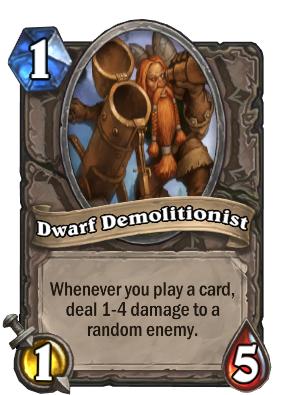 1
Dwarf Demolitionist
Whenever you play a card,
deal 1-4 damage to a
random enemy.
1
5